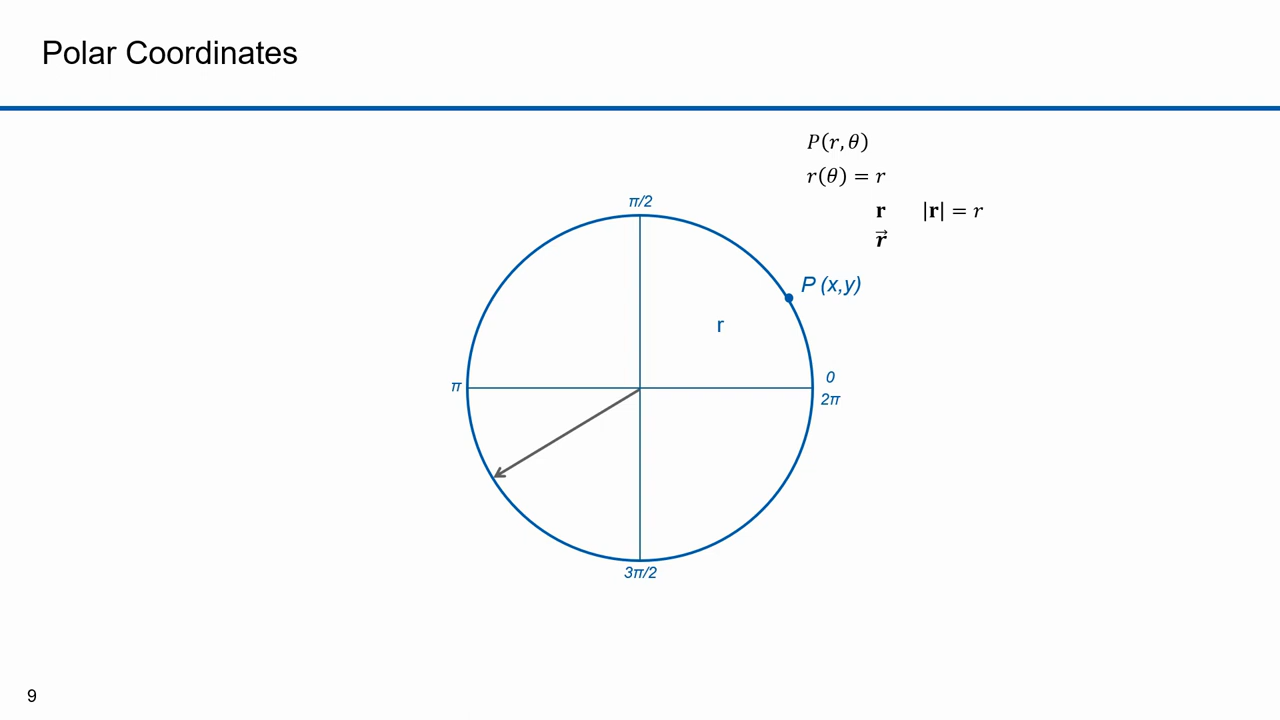 Polar Coordinates
P(r, θ)
r(θ) = r
r |r| = r
r⃗
π/2
P (x,y)
r
π
0
2π
3π/2
9